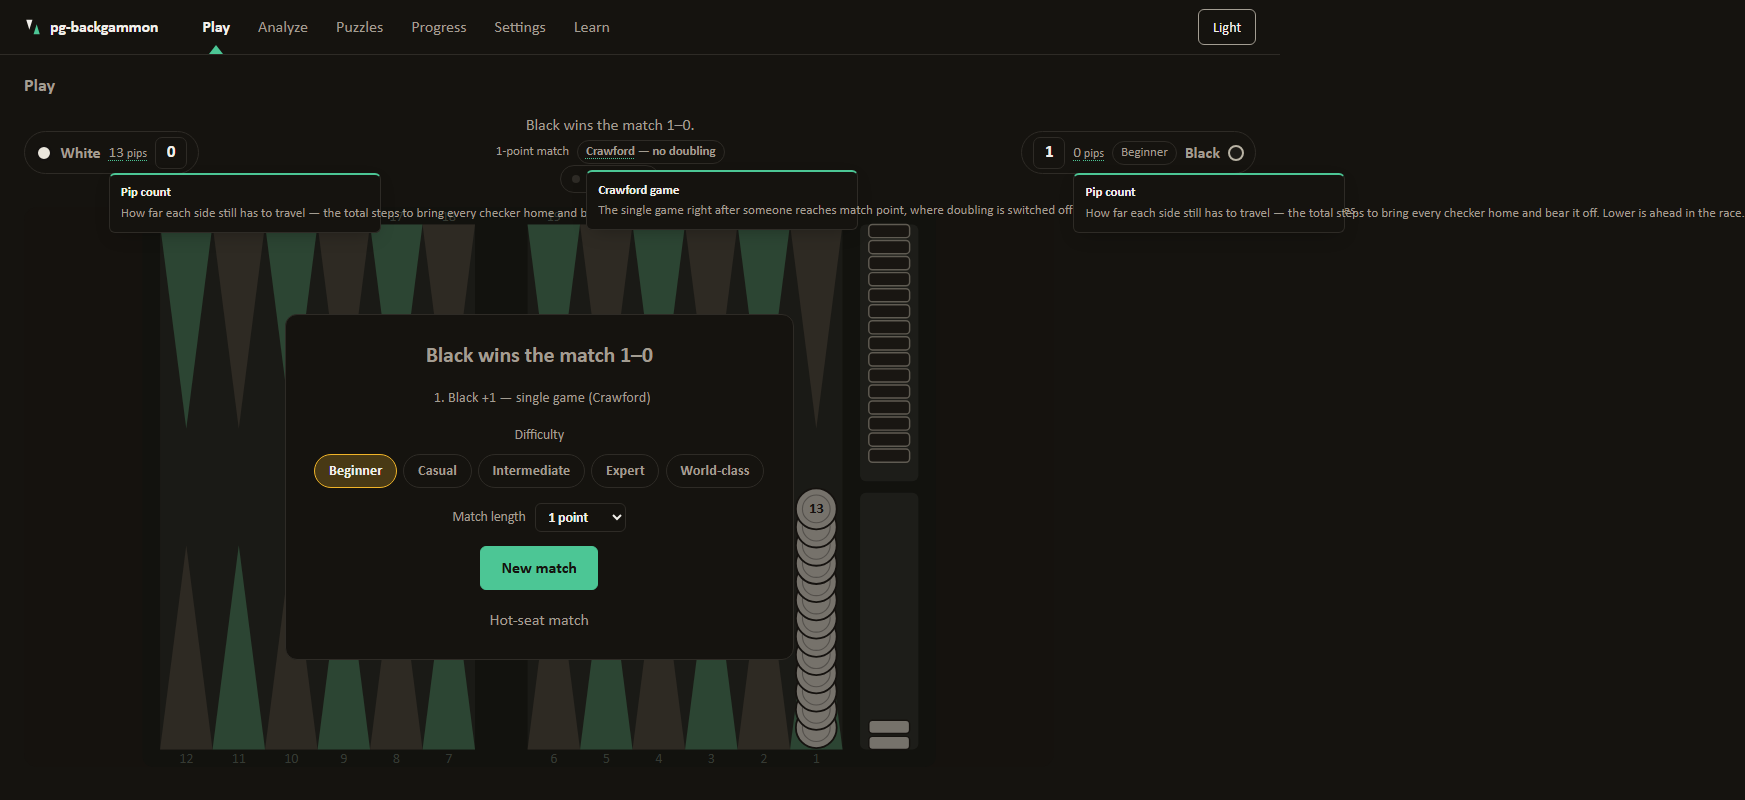 pg-backgammon Play Analyze Puzzles Progress Settings Learn Light
Play
Black wins the match 1–0.
White 13 pips 0
1-point match Crawford — no doubling
1 0 pips Beginner Black
Pip count
How far each side still has to travel — the total steps to bring every checker home and b
Crawford game
The single game right after someone reaches match point, where doubling is switched off
Pip count
How far each side still has to travel — the total steps to bring every checker home and bear it off. Lower is ahead in the race.
Black wins the match 1–0
1. Black +1 — single game (Crawford)
Difficulty
Beginner Casual Intermediate Expert World-class
13
Match length 1 point
New match
Hot-seat match
12 11 10 9 8 7 6 5 4 3 2 1